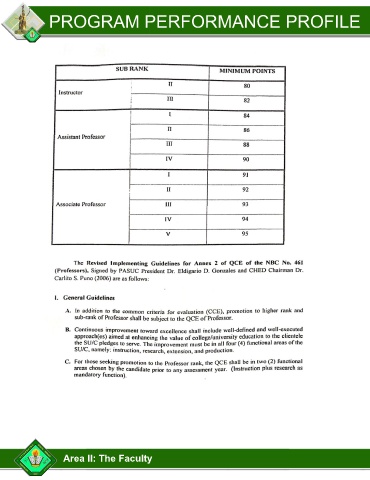 PROGRAM PERFORMANCE PROFILE
SUB RANK MINIMUM POINTS
Instructor II 80
III 82
Assistant Professor I 84
II 86
III 88
IV 90
Associate Professor I 91
II 92
III 93
IV 94
V 95
The Revised Implementing Guidelines for Annex 2 of QCE of the NBC No. 461
(Professors), Signed by PASUC President Dr. Eldigario D. Gonzales and CHED Chairman Dr.
Carlito S. Puno (2006) are as follows:
I. General Guidelines
A. In addition to the common criteria for evaluation (CCE), promotion to higher rank and
sub-rank of Professor shall be subject to the QCE of Professor.
B. Continuous improvement toward excellence shall include well-defined and well-executed
approach(es) aimed at enhancing the value of college/university education to the clientele
the SU/C pledges to serve. The improvement must be in all four (4) functional areas of the
SU/C, namely: instruction, research, extension, and production.
C. For those seeking promotion to the Professor rank, the QCE shall be in two (2) functional
areas chosen by the candidate prior to any assessment year. (Instruction plus research as
mandatory function).
Area II: The Faculty